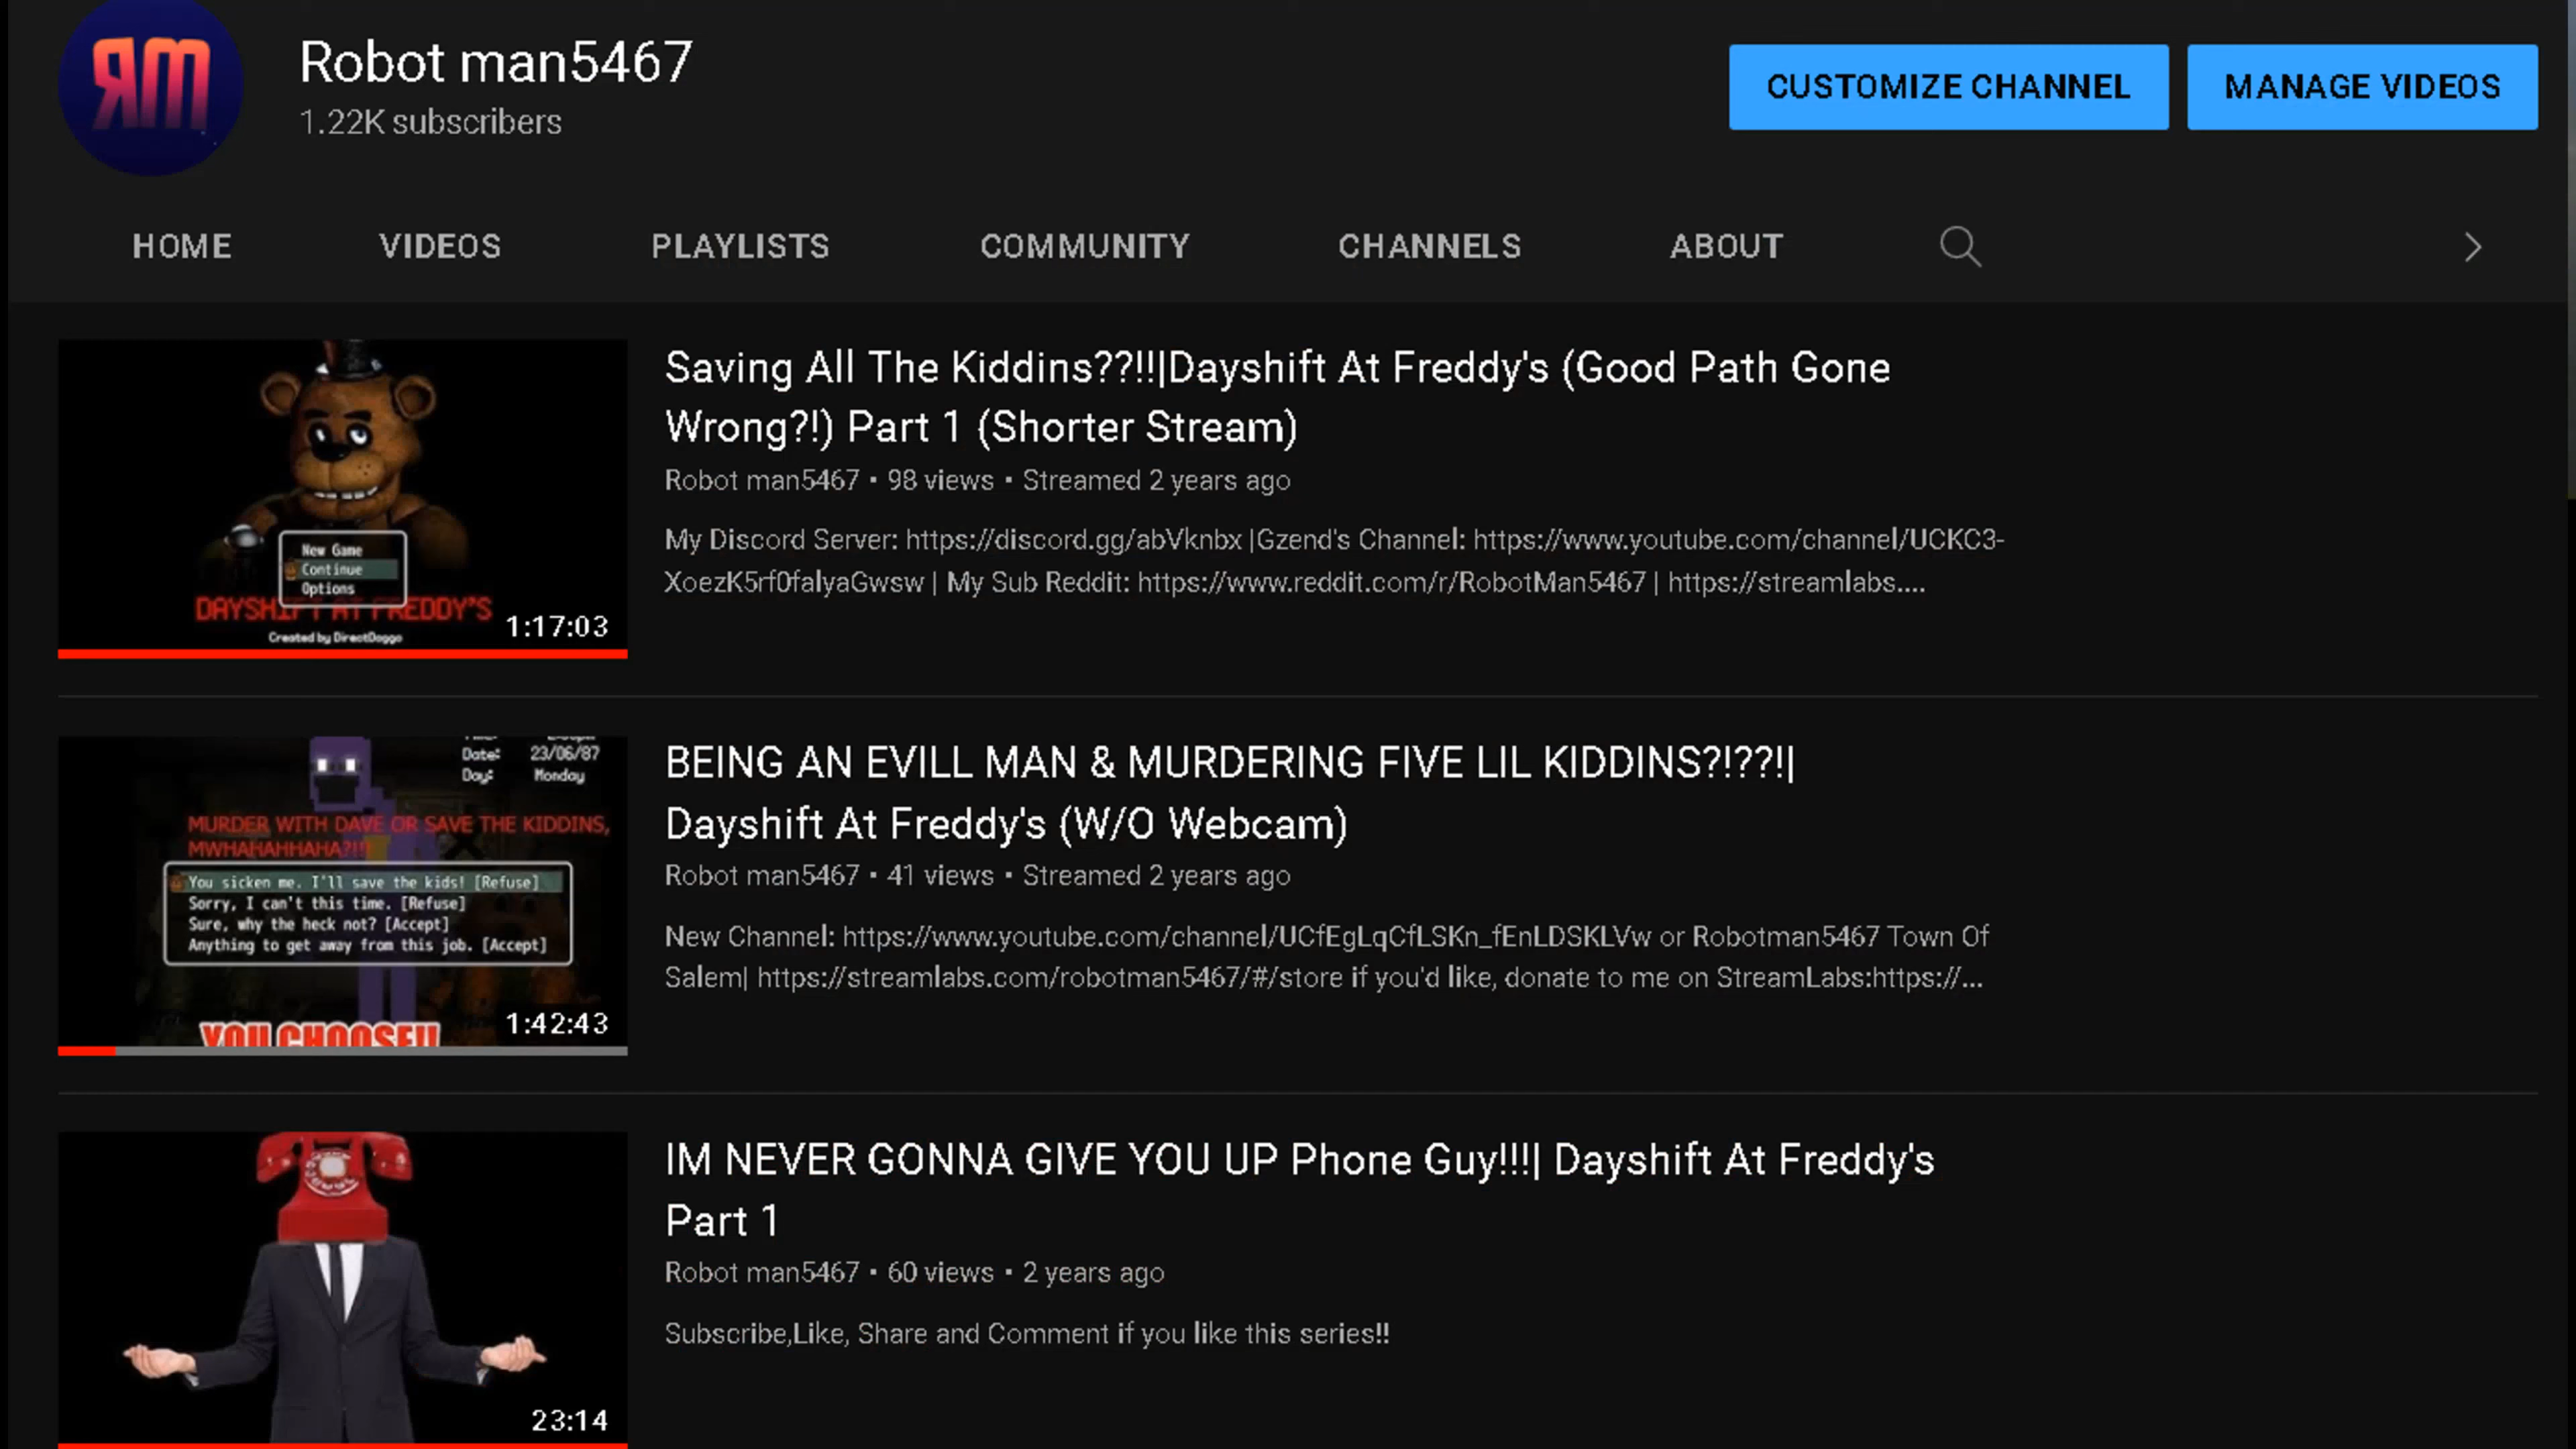 ЯM
Robot man5467
1.22K subscribers
CUSTOMIZE CHANNEL
MANAGE VIDEOS
HOME
VIDEOS
PLAYLISTS
COMMUNITY
CHANNELS
ABOUT
New Game
Continue
Options
DAYSHIFT AT FREDDY'S
Created by DirectDoggo
1:17:03
Saving All The Kiddins??!!|Dayshift At Freddy's (Good Path Gone
Wrong?!) Part 1 (Shorter Stream)
Robot man5467 • 98 views • Streamed 2 years ago
My Discord Server: https://discord.gg/abVknbx |Gzend's Channel: https://www.youtube.com/channel/UCKC3-
XoezK5rf0falyaGwsw | My Sub Reddit: https://www.reddit.com/r/RobotMan5467 | https://streamlabs....
Date: 23/06/87
Day: Monday
MURDER WITH DAVE OR SAVE THE KIDDINS,
MWHAHAHHAHA?!!
You sicken me. I'll save the kids! [Refuse]
Sorry, I can't this time. [Refuse]
Sure, why the heck not? [Accept]
Anything to get away from this job. [Accept]
YOU CHOOSE!!
1:42:43
BEING AN EVILL MAN & MURDERING FIVE LIL KIDDINS?!??!|
Dayshift At Freddy's (W/O Webcam)
Robot man5467 • 41 views • Streamed 2 years ago
New Channel: https://www.youtube.com/channel/UCfEgLqCfLSKn_fEnLDSKLVw or Robotman5467 Town Of
Salem| https://streamlabs.com/robotman5467/#/store if you'd like, donate to me on StreamLabs:https://...
23:14
IM NEVER GONNA GIVE YOU UP Phone Guy!!!| Dayshift At Freddy's
Part 1
Robot man5467 • 60 views • 2 years ago
Subscribe,Like, Share and Comment if you like this series!!